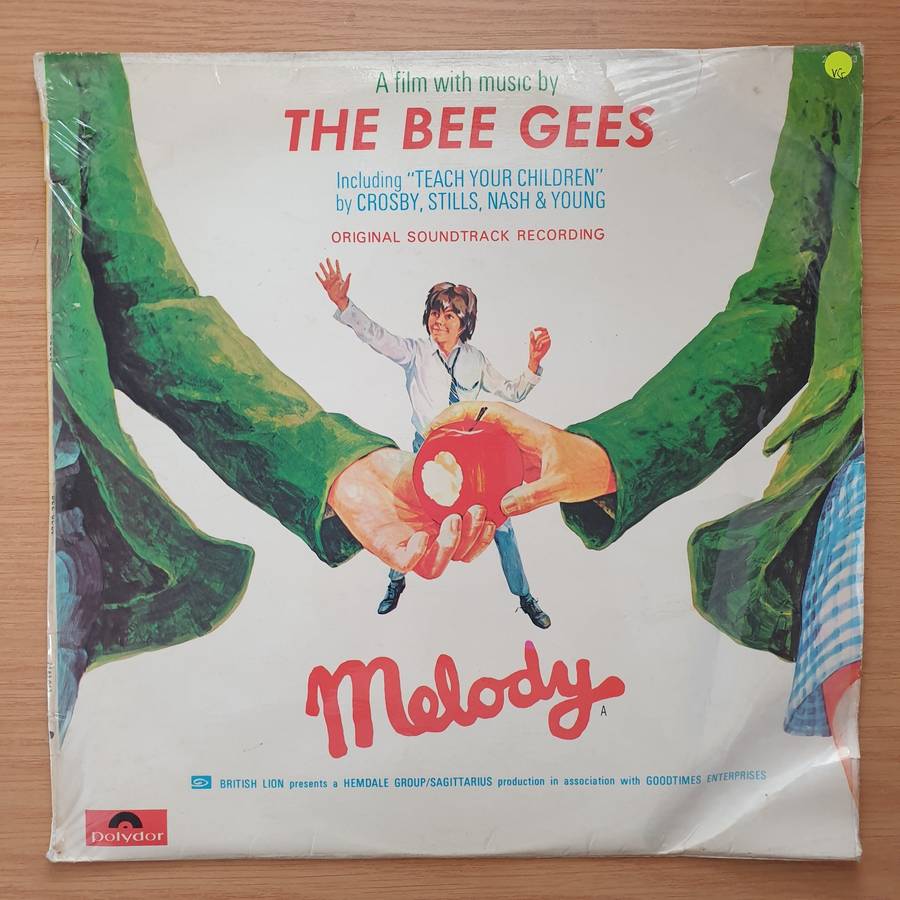 A film with music by
THE BEE GEES
Including "TEACH YOUR CHILDREN"
by CROSBY, STILLS, NASH & YOUNG
ORIGINAL SOUNDTRACK RECORDING
Melody
A
BRITISH LION presents a HEMDALE GROUP/SAGITTARIUS production in association with GOODTIMES ENTERPRISES
Polydor